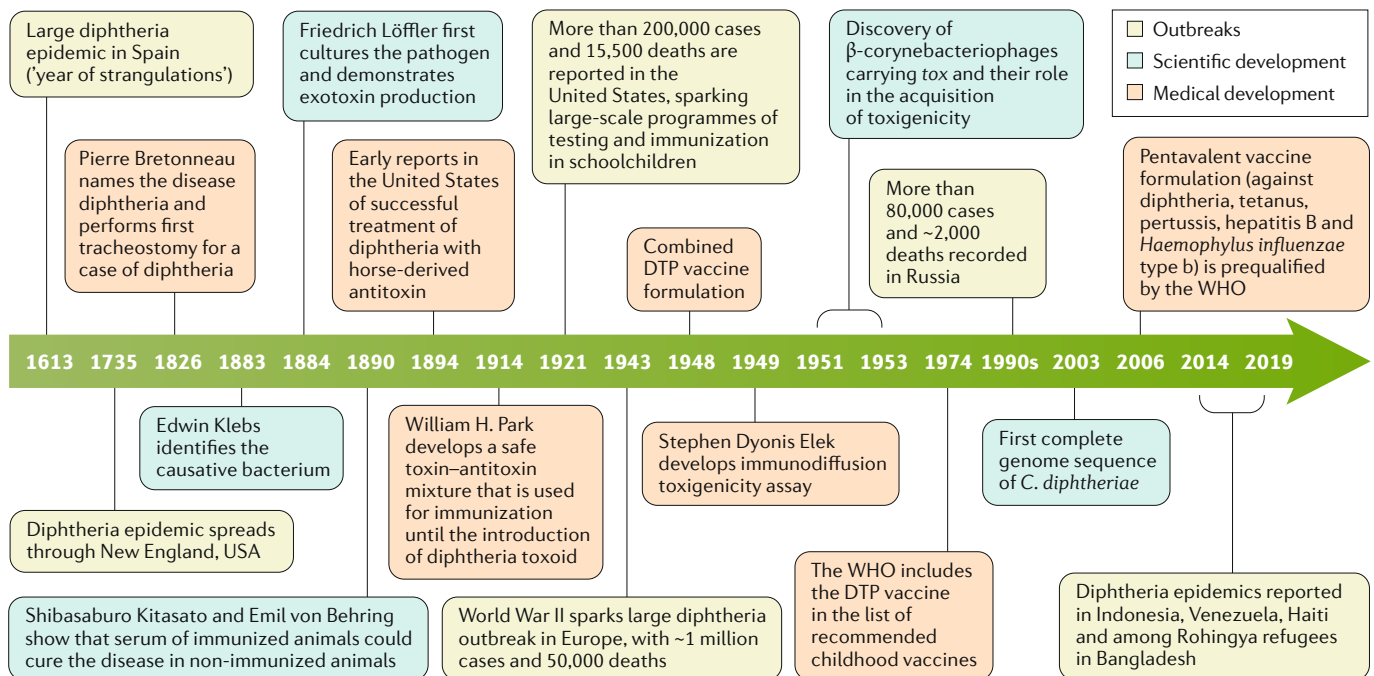 Large diphtheria
epidemic in Spain
('year of strangulations')
Friedrich Löffler first
cultures the pathogen
and demonstrates
exotoxin production
More than 200,000 cases
and 15,500 deaths are
reported in the
United States, sparking
large-scale programmes of
testing and immunization
in schoolchildren
Discovery of
β-corynebacteriophages
carrying tox and their role
in the acquisition
of toxigenicity
Outbreaks
Scientific development
Medical development
Pierre Bretonneau
names the disease
diphtheria and
performs first
tracheostomy for a
case of diphtheria
Early reports in
the United States
of successful
treatment of
diphtheria with
horse-derived
antitoxin
Combined
DTP vaccine
formulation
More than
80,000 cases
and ~2,000
deaths recorded
in Russia
Pentavalent vaccine
formulation (against
diphtheria, tetanus,
pertussis, hepatitis B and
Haemophylus influenzae
type b) is prequalified
by the WHO
1613 1735 1826 1883 1884 1890 1894 1914 1921 1943 1948 1949 1951 1953 1974 1990s 2003 2006 2014 2019
Edwin Klebs
identifies the
causative bacterium
William H. Park
develops a safe
toxin–antitoxin
mixture that is used
for immunization
until the introduction
of diphtheria toxoid
Stephen Dyonis Elek
develops immunodiffusion
toxigenicity assay
First complete
genome sequence
of C. diphtheriae
Diphtheria epidemic spreads
through New England, USA
Shibasaburo Kitasato and Emil von Behring
show that serum of immunized animals could
cure the disease in non-immunized animals
World War II sparks large diphtheria
outbreak in Europe, with ~1 million
cases and 50,000 deaths
The WHO includes
the DTP vaccine
in the list of
recommended
childhood vaccines
Diphtheria epidemics reported
in Indonesia, Venezuela, Haiti
and among Rohingya refugees
in Bangladesh